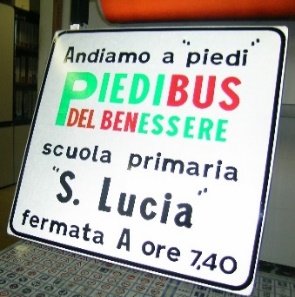 Andiamo a "piedi"
PIEDIBUS
DEL BENESSERE
scuola primaria
"S. Lucia"
fermata A ore 7,40